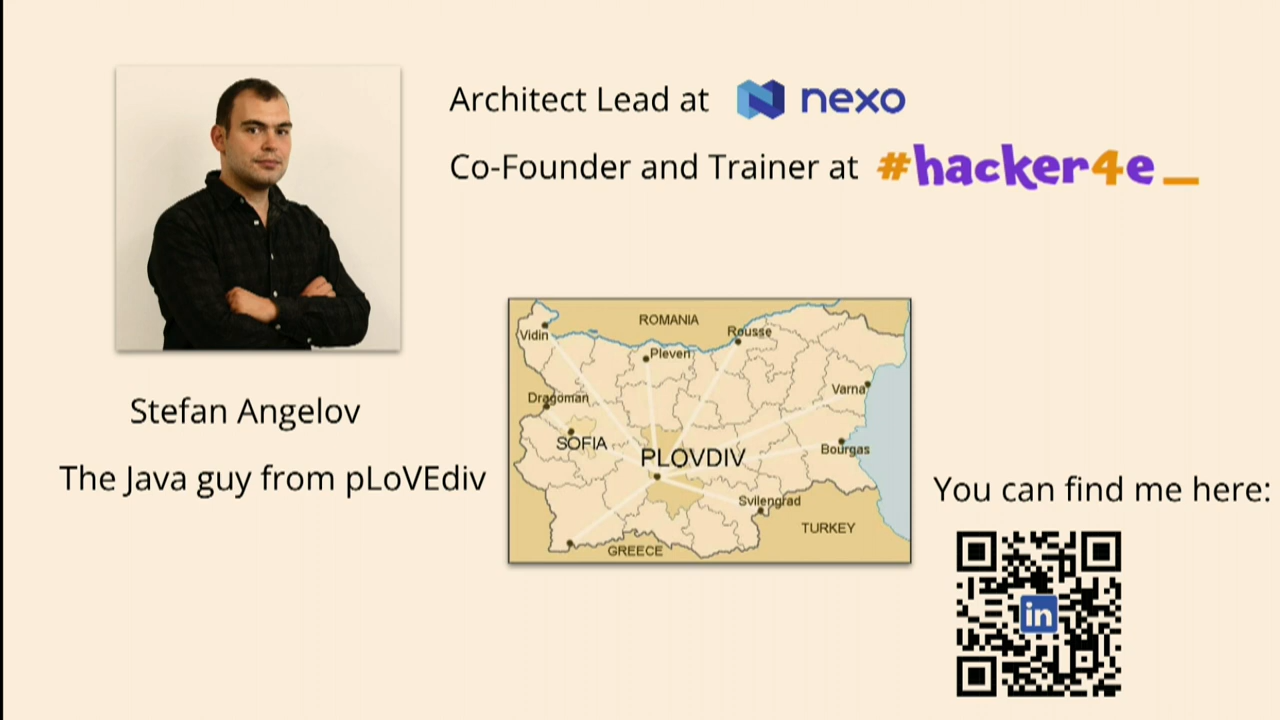 Architect Lead at nexo
Co-Founder and Trainer at #hacker4e_
Stefan Angelov
The Java guy from pLoVEdiv
ROMANIA
Vidin
Rousse
Pleven
Varna
Dragoman
SOFIA
PLOVDIV
Bourgas
Svilengrad
TURKEY
GREECE
You can find me here:
in